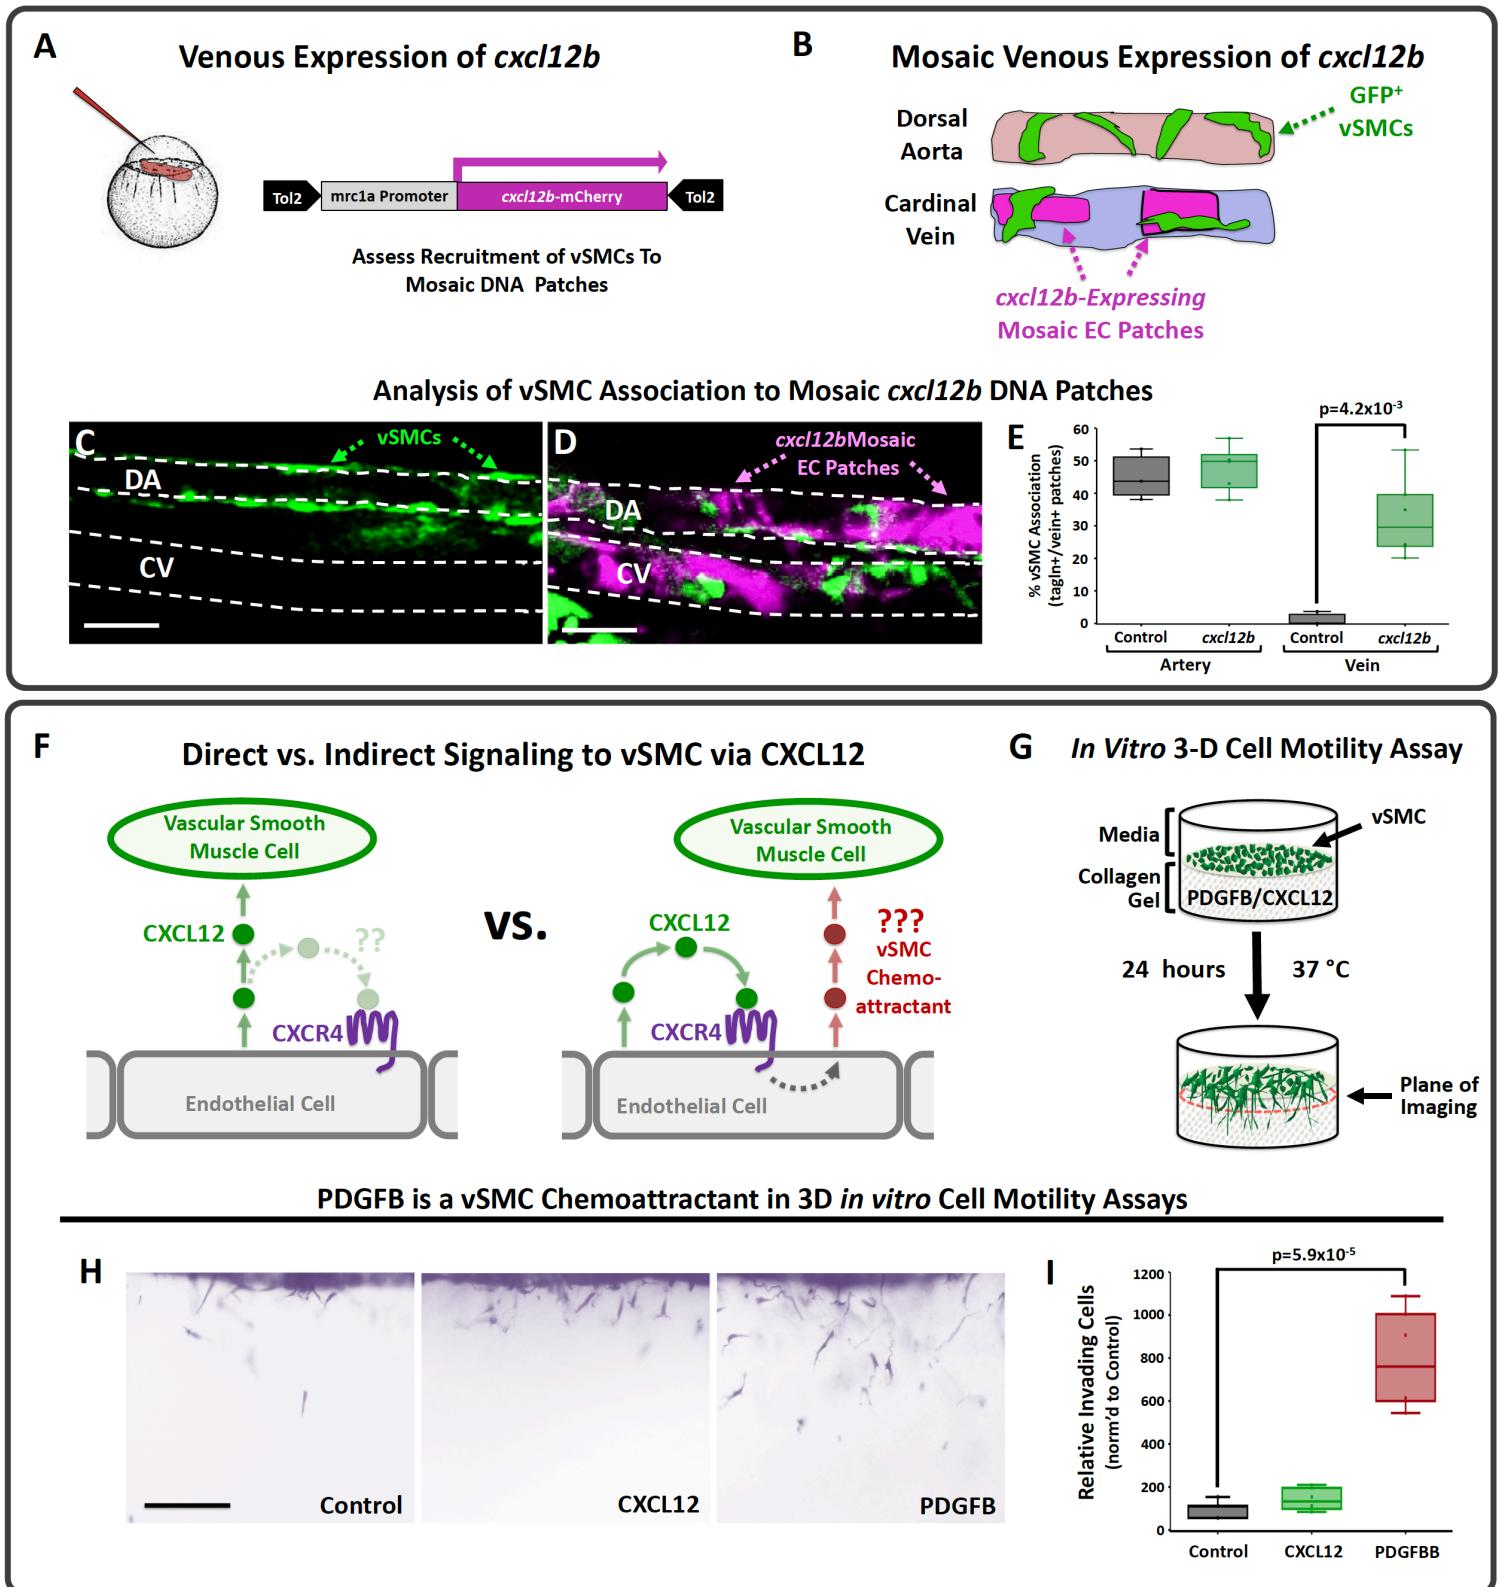 A
Venous Expression of cxcl12b
Tol2
mrc1a Promoter
cxcl12b-mCherry
Tol2
Assess Recruitment of vSMCs To
Mosaic DNA Patches
B
Mosaic Venous Expression of cxcl12b
GFP+
vSMCs
Dorsal
Aorta
Cardinal
Vein
cxcl12b-Expressing
Mosaic EC Patches
Analysis of vSMC Association to Mosaic cxcl12b DNA Patches
C
vSMCs
DA
CV
D
cxcl12bMosaic
EC Patches
DA
CV
E
p=4.2x10-3
% vSMC Association
(tagln+/vein+ patches)
60
50
40
30
20
10
0
Control
cxcl12b
Control
cxcl12b
Artery
Vein
F
Direct vs. Indirect Signaling to vSMC via CXCL12
Vascular Smooth
Muscle Cell
CXCL12
??
CXCR4
Endothelial Cell
vs.
Vascular Smooth
Muscle Cell
CXCL12
???
vSMC
Chemo-
attractant
CXCR4
Endothelial Cell
G
In Vitro 3-D Cell Motility Assay
Media
vSMC
Collagen
Gel
PDGFB/CXCL12
24 hours
37 °C
Plane of
Imaging
PDGFB is a vSMC Chemoattractant in 3D in vitro Cell Motility Assays
H
Control
CXCL12
PDGFB
I
p=5.9x10-5
Relative Invading Cells
(norm'd to Control)
1200
1000
800
600
400
200
0
Control
CXCL12
PDGFBB